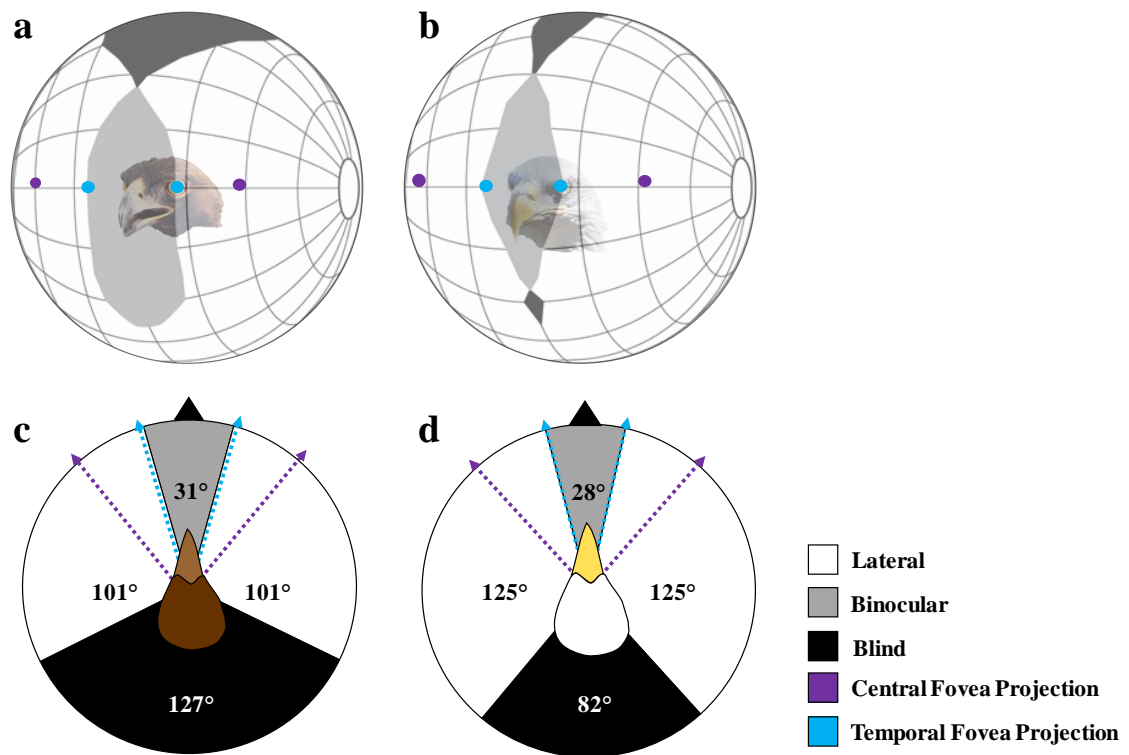 a
b
c
d
31°
28°
101°
101°
125°
125°
127°
82°
Lateral
Binocular
Blind
Central Fovea Projection
Temporal Fovea Projection